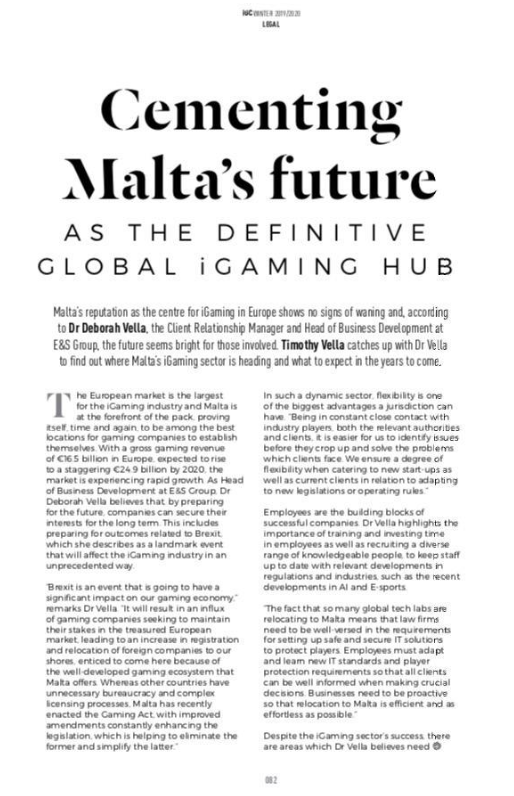 iGC WINTER 2019/2020
LEGAL
Cementing
Malta's future
AS THE DEFINITIVE
GLOBAL iGAMING HUB
Malta's reputation as the centre for iGaming in Europe shows no signs of waning and, according
to Dr Deborah Vella, the Client Relationship Manager and Head of Business Development at
E&S Group, the future seems bright for those involved. Timothy Vella catches up with Dr Vella
to find out where Malta's iGaming sector is heading and what to expect in the years to come.
The European market is the largest
for the iGaming industry and Malta is
at the forefront of the pack, proving
itself, time and again, to be among the best
locations for gaming companies to establish
themselves. With a gross gaming revenue
of €16.5 billion in Europe, expected to rise
to a staggering €24.9 billion by 2020, the
market is experiencing rapid growth. As Head
of Business Development at E&S Group, Dr
Deborah Vella believes that, by preparing
for the future, companies can secure their
interests for the long term. This includes
preparing for outcomes related to Brexit,
which she describes as a landmark event
that will affect the iGaming industry in an
unprecedented way.
"Brexit is an event that is going to have a
significant impact on our gaming economy,"
remarks Dr Vella. "It will result in an influx
of gaming companies seeking to maintain
their stakes in the treasured European
market, leading to an increase in registration
and relocation of foreign companies to our
shores, enticed to come here because of
the well-developed gaming ecosystem that
Malta offers. Whereas other countries have
unnecessary bureaucracy and complex
licensing processes, Malta has recently
enacted the Gaming Act, with improved
amendments constantly enhancing the
legislation, which is helping to eliminate the
former and simplify the latter."
In such a dynamic sector, flexibility is one
of the biggest advantages a jurisdiction can
have. "Being in constant close contact with
industry players, both the relevant authorities
and clients, it is easier for us to identify issues
before they crop up and solve the problems
which clients face. We ensure a degree of
flexibility when catering to new start-ups as
well as current clients in relation to adapting
to new legislations or operating rules."
Employees are the building blocks of
successful companies. Dr Vella highlights the
importance of training and investing time
in employees as well as recruiting a diverse
range of knowledgeable people, to keep staff
up to date with relevant developments in
regulations and industries, such as the recent
developments in AI and E-sports.
"The fact that so many global tech labs are
relocating to Malta means that law firms
need to be well-versed in the requirements
for setting up safe and secure IT solutions
to protect players. Employees must adapt
and learn new IT standards and player
protection requirements so that all clients
can be well informed when making crucial
decisions. Businesses need to be proactive
so that relocation to Malta is efficient and as
effortless as possible."
Despite the iGaming sector's success, there
are areas which Dr Vella believes need
082